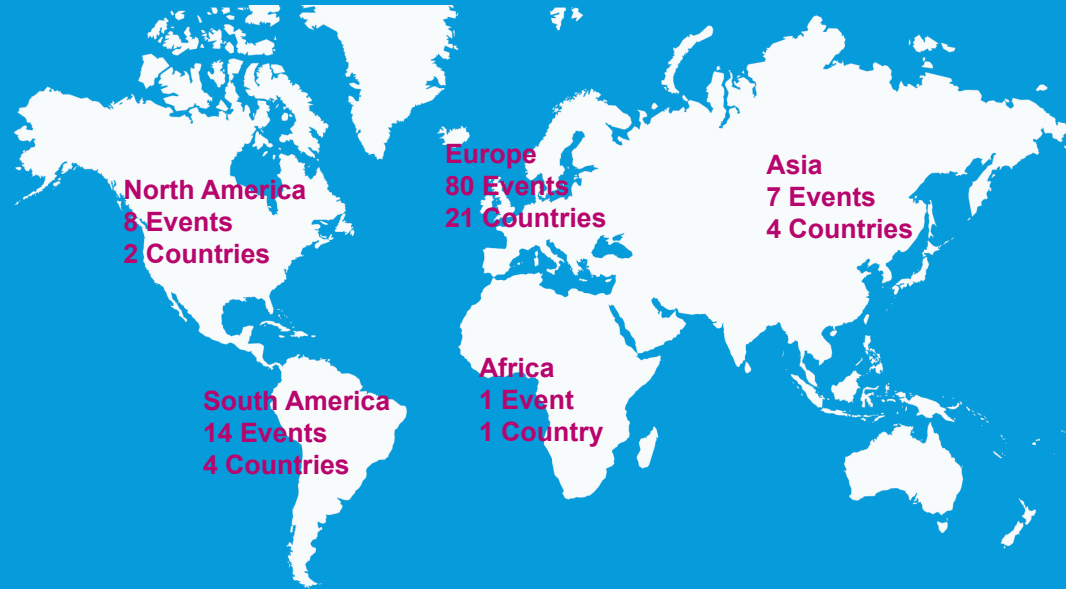 North America
8 Events
2 Countries
Europe
80 Events
21 Countries
Asia
7 Events
4 Countries
South America
14 Events
4 Countries
Africa
1 Event
1 Country